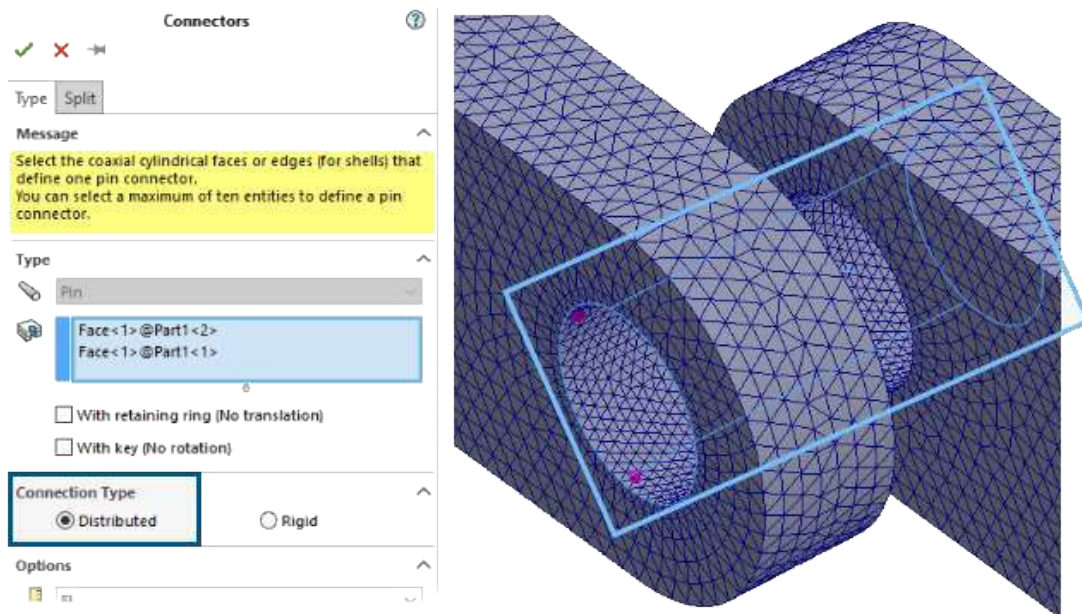 Connectors
Type Split
Message
Select the coaxial cylindrical faces or edges (for shells) that
define one pin connector.
You can select a maximum of ten entities to define a pin
connector.
Type
Pin
Face<1>@Part1<2>
Face<1>@Part1<1>
With retaining ring (No translation)
With key (No rotation)
Connection Type
Distributed Rigid
Options